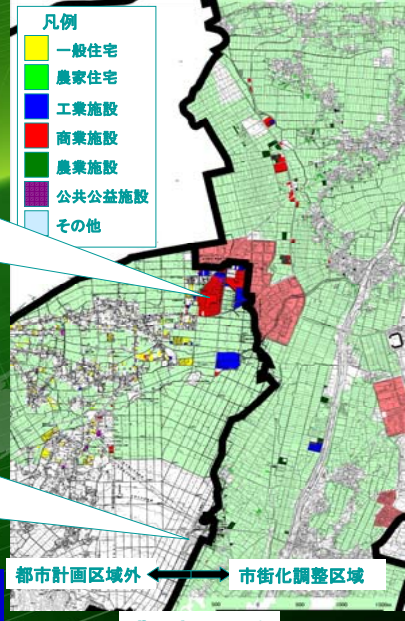 凡例
一般住宅
農家住宅
工業施設
商業施設
農業施設
公共公益施設
その他
都市計画区域外
市街化調整区域